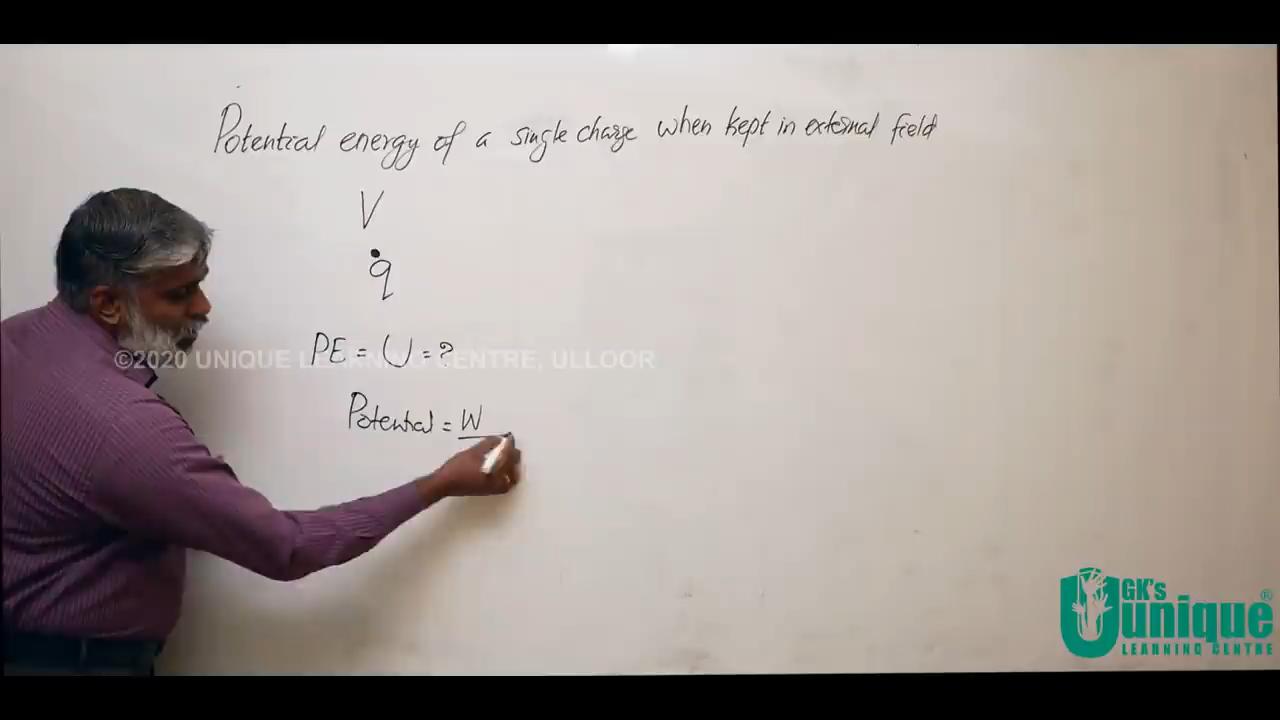 Potential energy of a single charge when kept in external field
V
q
PE = U = ?
©2020 UNIQUE LEARNING CENTRE, ULLOOR
Potential = W
GK's
unique®
LEARNING CENTRE